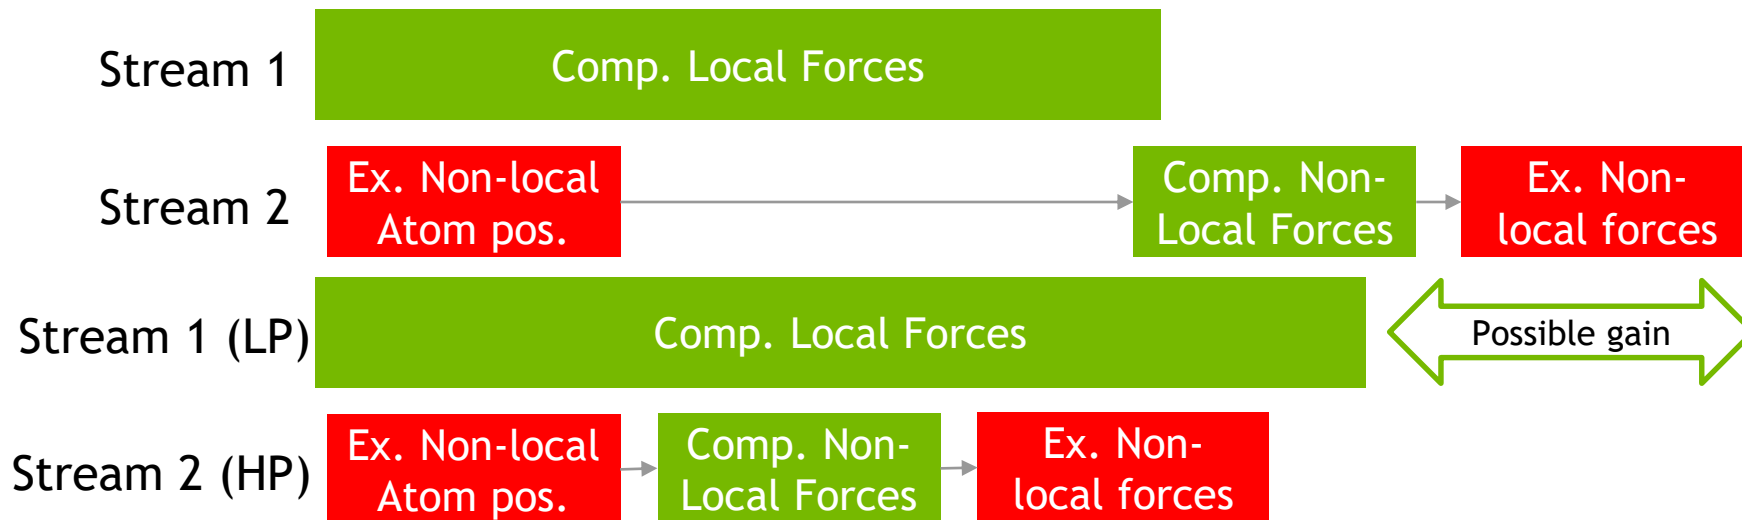 Stream 1
Comp. Local Forces
Stream 2
Ex. Non-local
Atom pos.
Comp. Non-
Local Forces
Ex. Non-
local forces
Stream 1 (LP)
Comp. Local Forces
Possible gain
Stream 2 (HP)
Ex. Non-local
Atom pos.
Comp. Non-
Local Forces
Ex. Non-
local forces